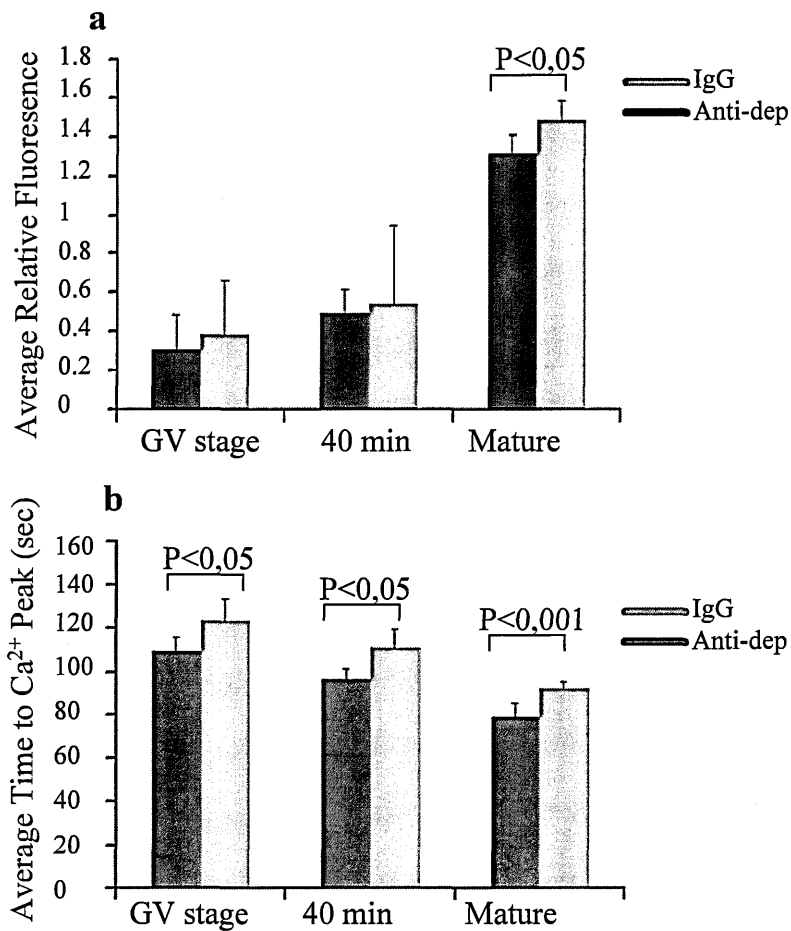 a
Average Relative Fluoresence
1.8
1.6
1.4
1.2
1
0.8
0.6
0.4
0.2
0
P<0,05
IgG
Anti-dep
GV stage 40 min Mature
b
Average Time to Ca²⁺ Peak (sec)
160
140
120
100
80
60
40
20
0
P<0,05
P<0,05
P<0,001
IgG
Anti-dep
GV stage 40 min Mature